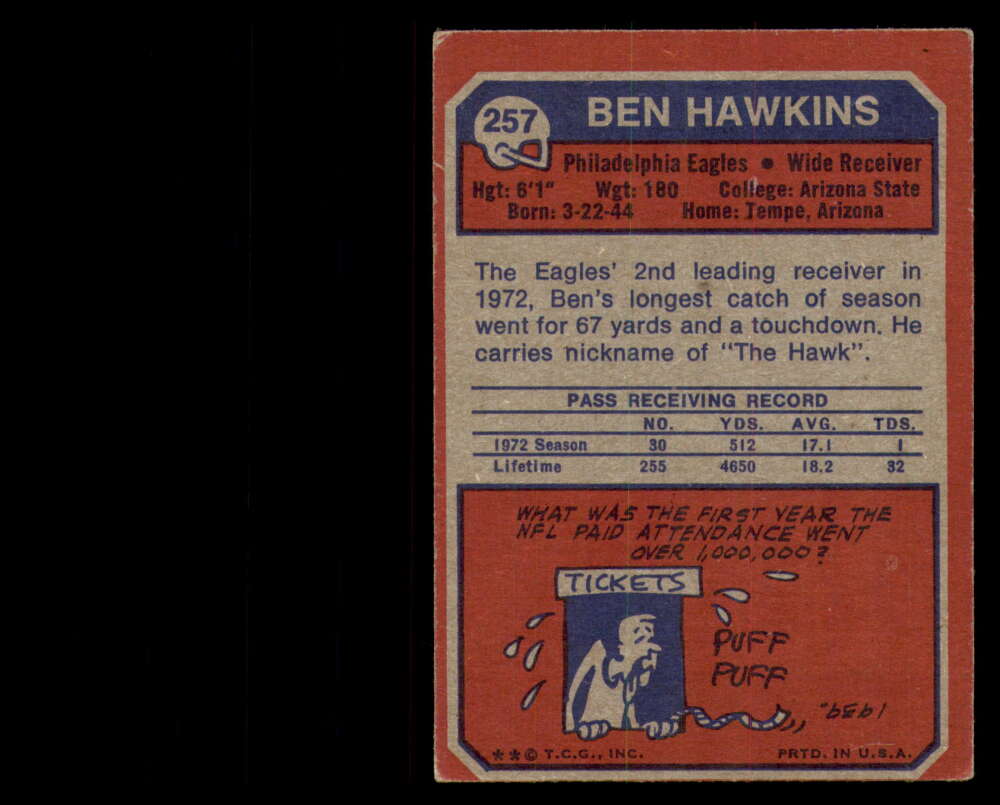 257
BEN HAWKINS
Philadelphia Eagles • Wide Receiver
Hgt: 6'1" Wgt: 180 College: Arizona State
Born: 3-22-44 Home: Tempe, Arizona
The Eagles' 2nd leading receiver in
1972, Ben's longest catch of season
went for 67 yards and a touchdown. He
carries nickname of "The Hawk".
PASS RECEIVING RECORD
NO. YDS. AVG. TDS.
1972 Season 30 512 17.1 1
Lifetime 255 4650 18.2 32
WHAT WAS THE FIRST YEAR THE
NFL PAID ATTENDANCE WENT
OVER 1,000,000?
TICKETS
PUFF
PUFF
1939.
**© T.C.G., INC. PRTD. IN U.S.A.